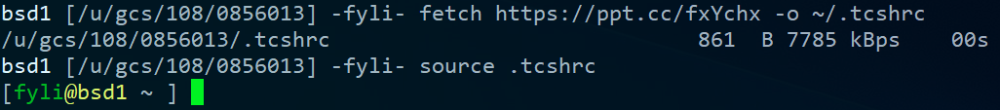 bsd1 [/u/gcs/108/0856013] -fyli- fetch https://ppt.cc/fxYchx -o ~/.tcshrc
/u/gcs/108/0856013/.tcshrc 861 B 7785 kBps 00s
bsd1 [/u/gcs/108/0856013] -fyli- source .tcshrc
[fyli@bsd1 ~ ]